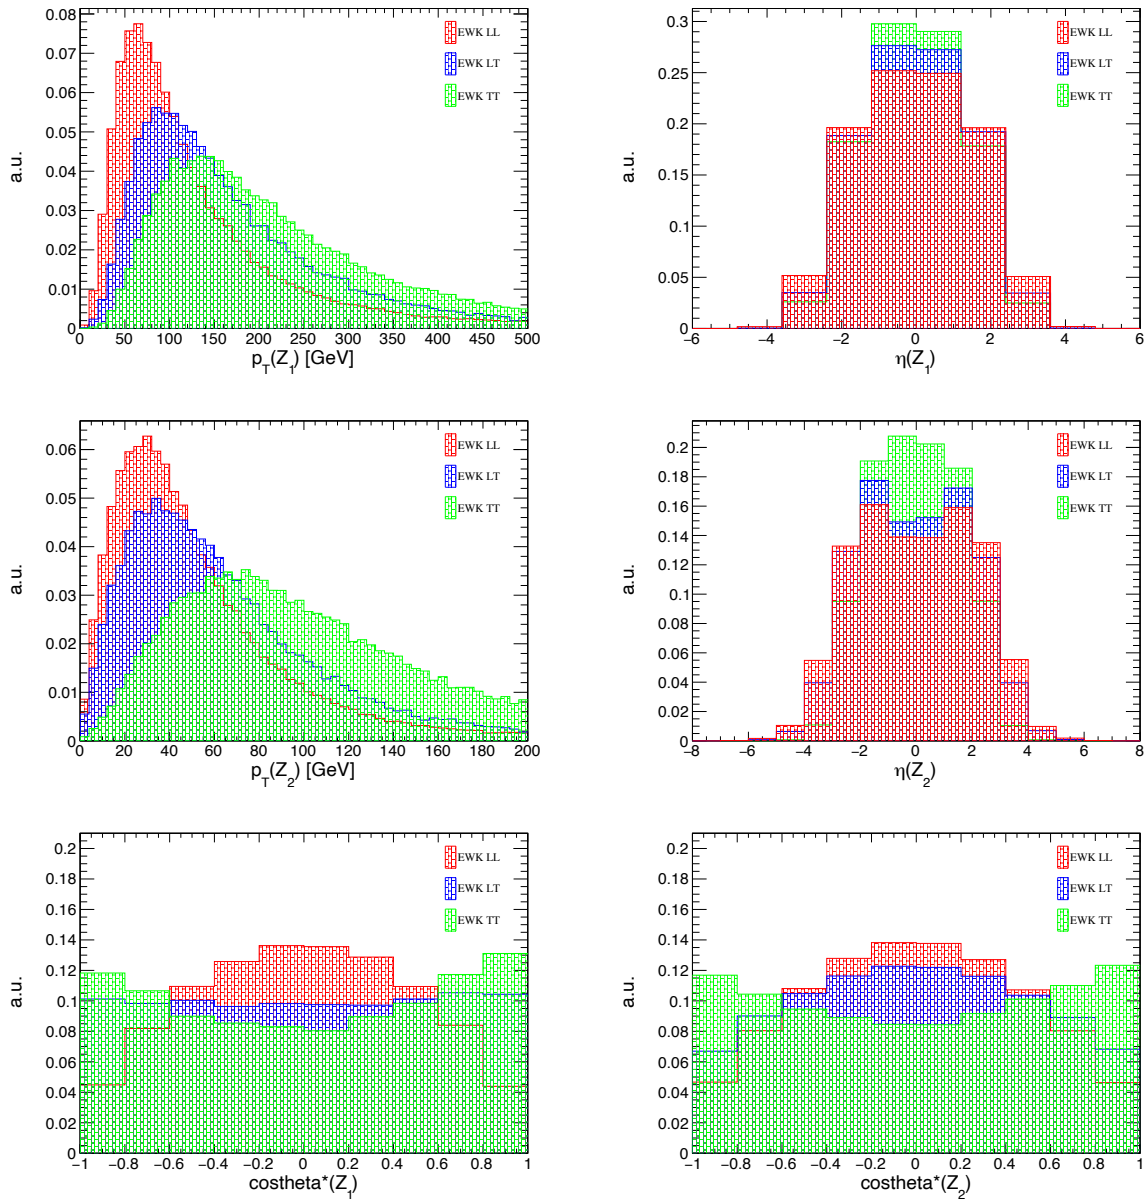 0.08
0.07
0.06
0.05
0.04
0.03
0.02
0.01
0
a.u.
EWK LL
EWK LT
EWK TT
0 50 100 150 200 250 300 350 400 450 500
p_T(Z_1) [GeV]
0.3
0.25
0.2
0.15
0.1
0.05
0
a.u.
EWK LL
EWK LT
EWK TT
−6 −4 −2 0 2 4 6
η(Z_1)
0.06
0.05
0.04
0.03
0.02
0.01
0
a.u.
EWK LL
EWK LT
EWK TT
0 20 40 60 80 100 120 140 160 180 200
p_T(Z_2) [GeV]
0.2
0.18
0.16
0.14
0.12
0.1
0.08
0.06
0.04
0.02
0
a.u.
EWK LL
EWK LT
EWK TT
−8 −6 −4 −2 0 2 4 6 8
η(Z_2)
0.2
0.18
0.16
0.14
0.12
0.1
0.08
0.06
0.04
0.02
0
a.u.
EWK LL
EWK LT
EWK TT
−1 −0.8 −0.6 −0.4 −0.2 0 0.2 0.4 0.6 0.8 1
costheta*(Z_1)
0.2
0.18
0.16
0.14
0.12
0.1
0.08
0.06
0.04
0.02
0
a.u.
EWK LL
EWK LT
EWK TT
−1 −0.8 −0.6 −0.4 −0.2 0 0.2 0.4 0.6 0.8 1
costheta*(Z_2)